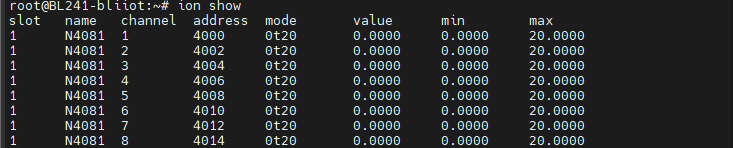 root@BL241-bliiot:~# ion show
slot name channel address mode value min max
1 N4081 1 4000 0t20 0.0000 0.0000 20.0000
1 N4081 2 4002 0t20 0.0000 0.0000 20.0000
1 N4081 3 4004 0t20 0.0000 0.0000 20.0000
1 N4081 4 4006 0t20 0.0000 0.0000 20.0000
1 N4081 5 4008 0t20 0.0000 0.0000 20.0000
1 N4081 6 4010 0t20 0.0000 0.0000 20.0000
1 N4081 7 4012 0t20 0.0000 0.0000 20.0000
1 N4081 8 4014 0t20 0.0000 0.0000 20.0000